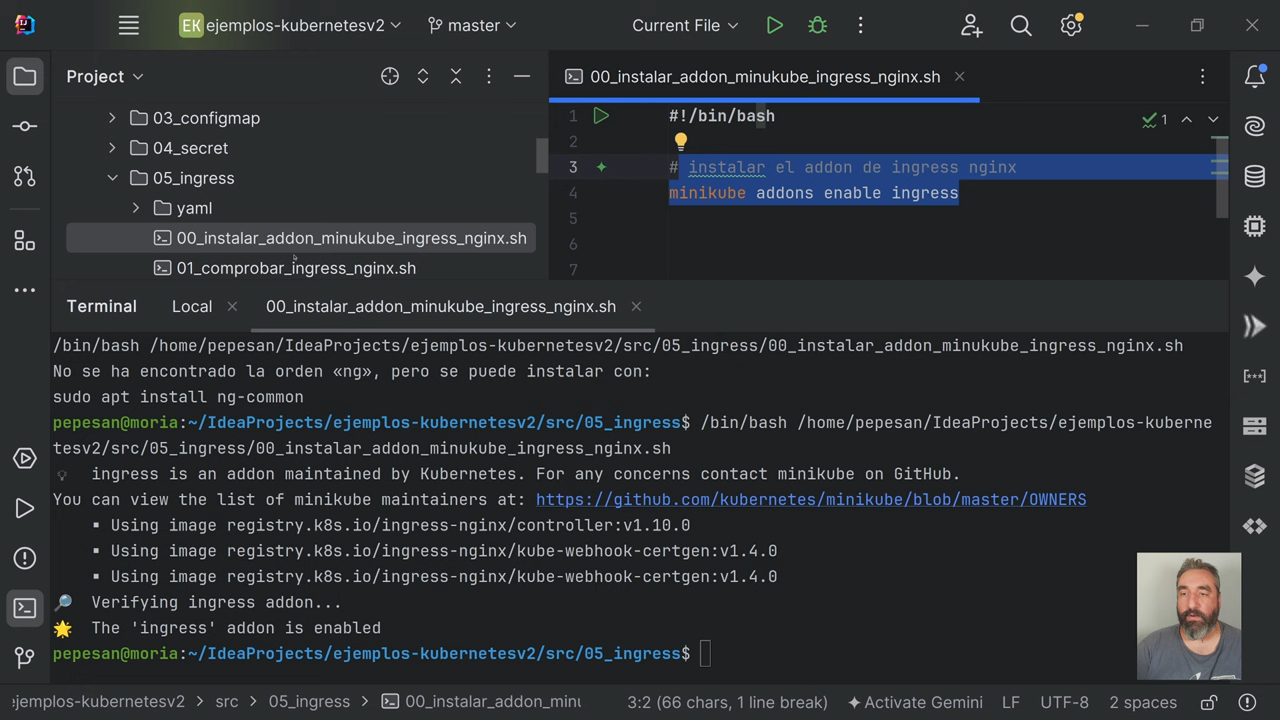 EK ejemplos-kubernetesv2 master Current File
Project
00_instalar_addon_minukube_ingress_nginx.sh
03_configmap
04_secret
05_ingress
yaml
00_instalar_addon_minukube_ingress_nginx.sh
01_comprobar_ingress_nginx.sh
1 #!/bin/bash
2
3 # instalar el addon de ingress nginx
4 minikube addons enable ingress
5
6
7
1
Terminal Local 00_instalar_addon_minukube_ingress_nginx.sh
/bin/bash /home/pepesan/IdeaProjects/ejemplos-kubernetesv2/src/05_ingress/00_instalar_addon_minukube_ingress_nginx.sh
No se ha encontrado la orden «ng», pero se puede instalar con:
sudo apt install ng-common
pepesan@moria:~/IdeaProjects/ejemplos-kubernetesv2/src/05_ingress$ /bin/bash /home/pepesan/IdeaProjects/ejemplos-kuberne
tesv2/src/05_ingress/00_instalar_addon_minukube_ingress_nginx.sh
ingress is an addon maintained by Kubernetes. For any concerns contact minikube on GitHub.
You can view the list of minikube maintainers at: https://github.com/kubernetes/minikube/blob/master/OWNERS
▪ Using image registry.k8s.io/ingress-nginx/controller:v1.10.0
▪ Using image registry.k8s.io/ingress-nginx/kube-webhook-certgen:v1.4.0
▪ Using image registry.k8s.io/ingress-nginx/kube-webhook-certgen:v1.4.0
🔎 Verifying ingress addon...
🌟 The 'ingress' addon is enabled
pepesan@moria:~/IdeaProjects/ejemplos-kubernetesv2/src/05_ingress$
ejemplos-kubernetesv2 > src > 05_ingress > 00_instalar_addon_minu 3:2 (66 chars, 1 line break) Activate Gemini LF UTF-8 2 spaces